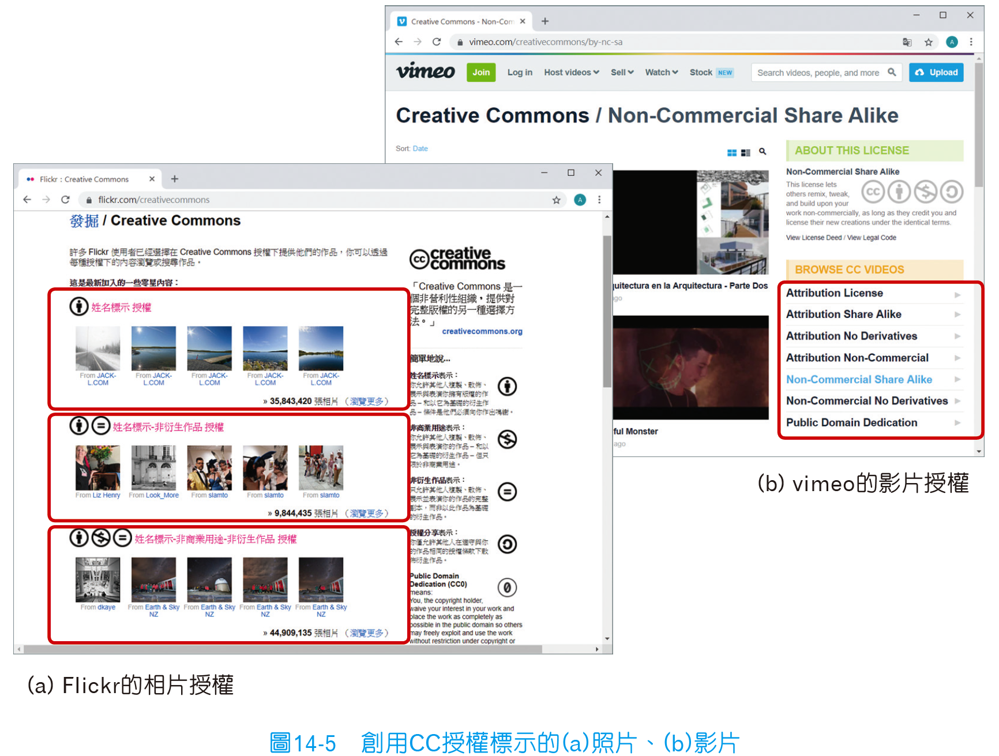 Creative Commons - Non-Com
vimeo.com/creativecommons/by-nc-sa
A
vimeo
Join
Log in
Host videos
Sell
Watch
Stock NEW
Search videos, people, and more
Upload
Creative Commons / Non-Commercial Share Alike
Sort: Date
ABOUT THIS LICENSE
Non-Commercial Share Alike
This license lets
others remix, tweak,
and build upon your
work non-commercially, as long as they credit you and
license their new creations under the identical terms.
View License Deed / View Legal Code
BROWSE CC VIDEOS
Attribution License
Attribution Share Alike
Attribution No Derivatives
Attribution Non-Commercial
Non-Commercial Share Alike
Non-Commercial No Derivatives
Public Domain Dedication
quitectura en la Arquitectura - Parte Dos
ago
ful Monster
ago
(b) vimeo的影片授權
Flickr：Creative Commons
flickr.com/creativecommons
A
發掘 / Creative Commons
許多 Flickr 使用者已經選擇在 Creative Commons 授權下提供他們的作品，你可以透過
每種授權下的內容瀏覽或搜尋作品。
這是最新加入的一些零星內容：
姓名標示 授權
From JACK-
L.COM
From JACK-
L.COM
From JACK-
L.COM
From JACK-
L.COM
From JACK-
L.COM
» 35,843,420 張相片 （瀏覽更多）
姓名標示-非衍生作品 授權
From Liz Henry
From Look_More
From slamto
From slamto
From slamto
» 9,844,435 張相片 （瀏覽更多）
姓名標示-非商業用途-非衍生作品 授權
From dkaye
From Earth & Sky
NZ
From Earth & Sky
NZ
From Earth & Sky
NZ
From Earth & Sky
NZ
» 44,909,135 張相片 （瀏覽更多）
cc creative
commons
「Creative Commons 是一
個非營利性組織，提供對
完整版權的另一種選擇方
法。」
creativecommons.org
簡單地說...
姓名標示表示：
你允許其他人複製、散佈、
展示與表演你擁有版權的作
品 – 和以它為基礎的衍生作
品 – 條件是他們必須向你作出鳴謝。
非商業用途表示：
你允許其他人複製、散佈、
展示與表演你的作品 – 和以
它為基礎的衍生作品 – 但只
限於非商業用途。
非衍生作品表示：
只允許其他人複製、散佈、
展示並表演你的作品的完整
副本，而非以此作品為基礎
的衍生作品。
授權分享表示：
你僅允許其他人在遵守與你
的作品相同的授權條款下散
佈衍生作品。
Public Domain
Dedication (CC0)
means:
You, the copyright holder,
waive your interest in your work and
place the work as completely as
possible in the public domain so others
may freely exploit and use the work
without restriction under copyright or
(a) Flickr的相片授權
圖14-5 創用CC授權標示的(a)照片、(b)影片